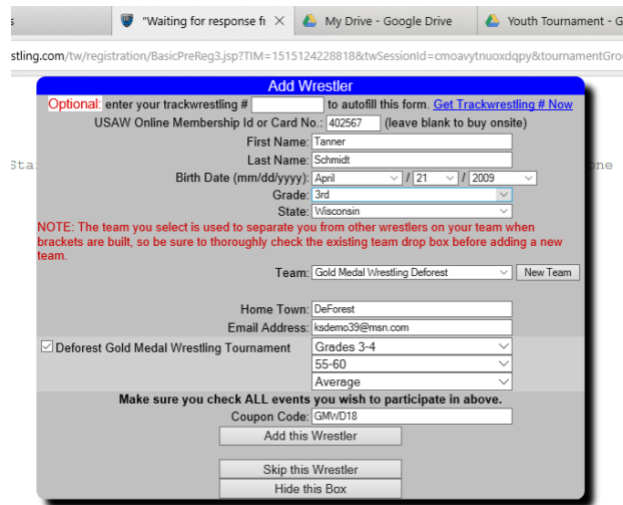 s
"Waiting for response fr × My Drive - Google Drive Youth Tournament - G
stling.com/tw/registration/BasicPreReg3.jsp?TIM=1515124228818&twSessionId=cmoavytnuoxdqpy&tournamentGrou
Add Wrestler
Optional: enter your trackwrestling # to autofill this form. Get Trackwrestling # Now
USAW Online Membership Id or Card No.: 402567 (leave blank to buy onsite)
First Name: Tanner
Last Name: Schmidt
Sta
one
Birth Date (mm/dd/yyyy): April / 21 / 2009
Grade: 3rd
State: Wisconsin
NOTE: The team you select is used to separate you from other wrestlers on your team when
brackets are built, so be sure to thoroughly check the existing team drop box before adding a new
team.
Team: Gold Medal Wrestling Deforest New Team
Home Town: DeForest
Email Address: ksdemo39@msn.com
Deforest Gold Medal Wrestling Tournament Grades 3-4
55-60
Average
Make sure you check ALL events you wish to participate in above.
Coupon Code: GMWD18
Add this Wrestler
Skip this Wrestler
Hide this Box